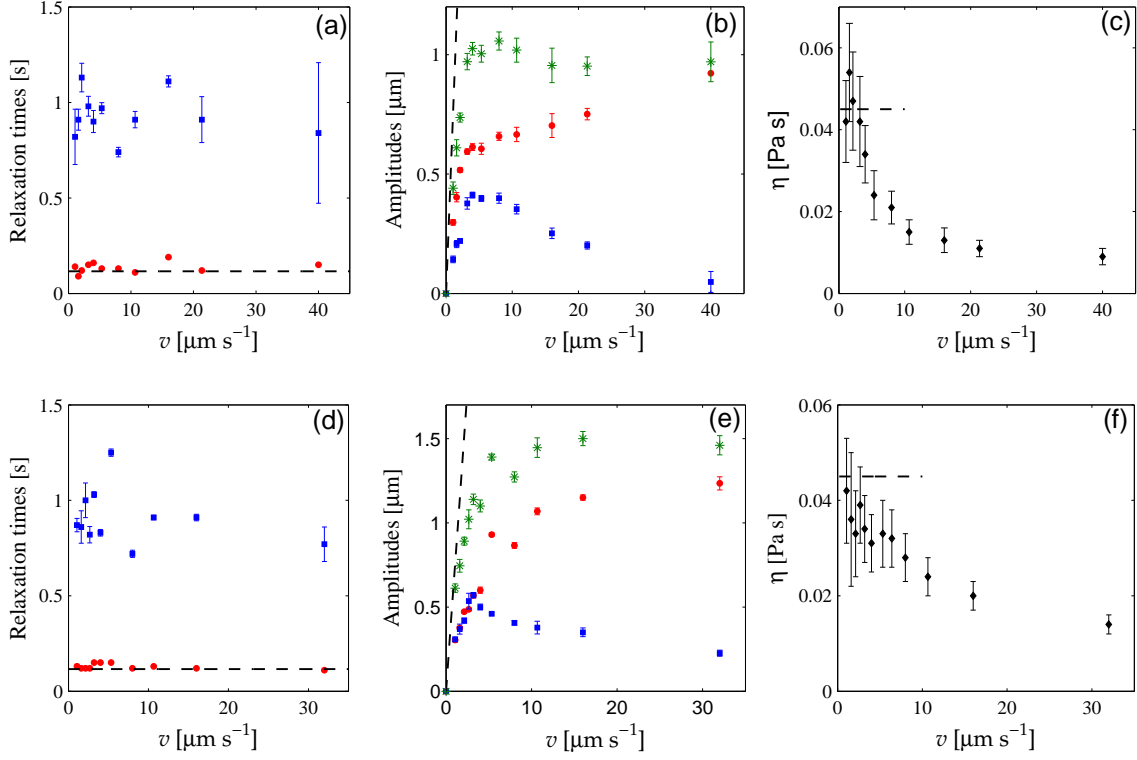 (a)
Relaxation times [s]
1.5
1
0.5
0
0 10 20 30 40
v [μm s⁻¹]
(b)
Amplitudes [μm]
1
0.5
0
0 10 20 30 40
v [μm s⁻¹]
(c)
η [Pa s]
0.06
0.04
0.02
0
0 10 20 30 40
v [μm s⁻¹]
(d)
Relaxation times [s]
1.5
1
0.5
0
0 10 20 30
v [μm s⁻¹]
(e)
Amplitudes [μm]
1.5
1
0.5
0
0 10 20 30
v [μm s⁻¹]
(f)
η [Pa s]
0.06
0.04
0.02
0
0 10 20 30
v [μm s⁻¹]